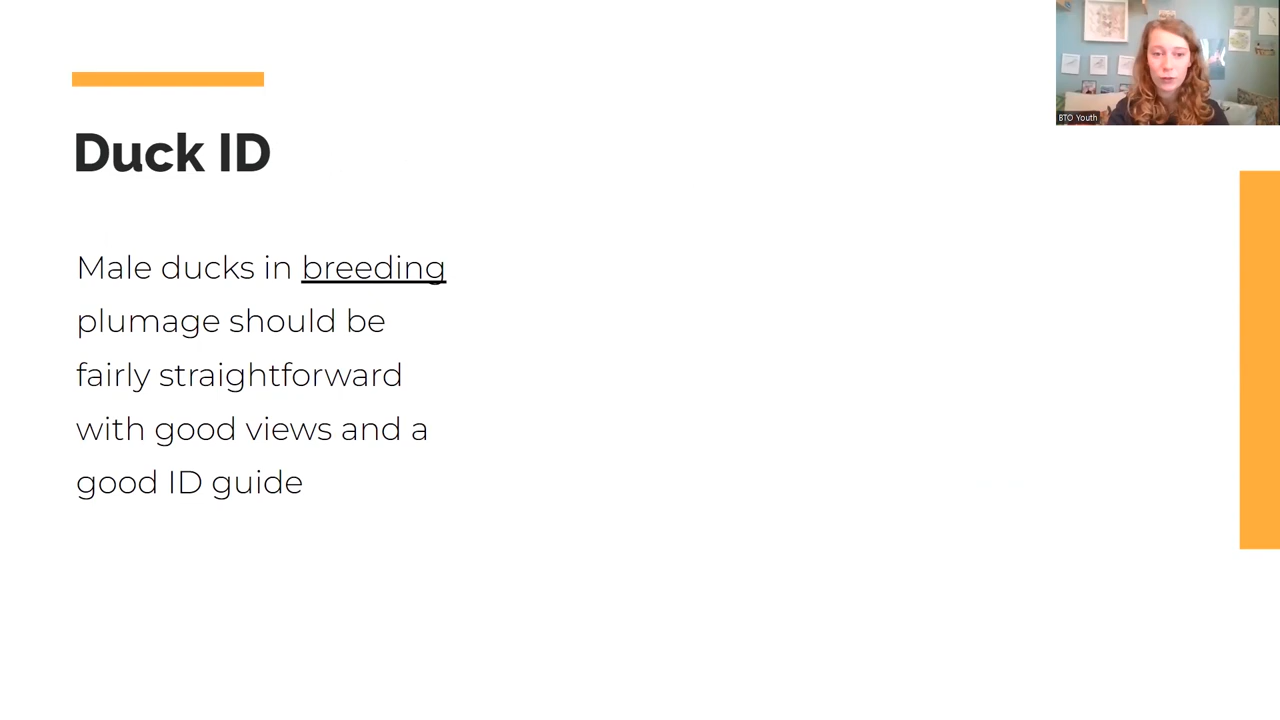 BTO Youth
Duck ID
Male ducks in breeding
plumage should be
fairly straightforward
with good views and a
good ID guide